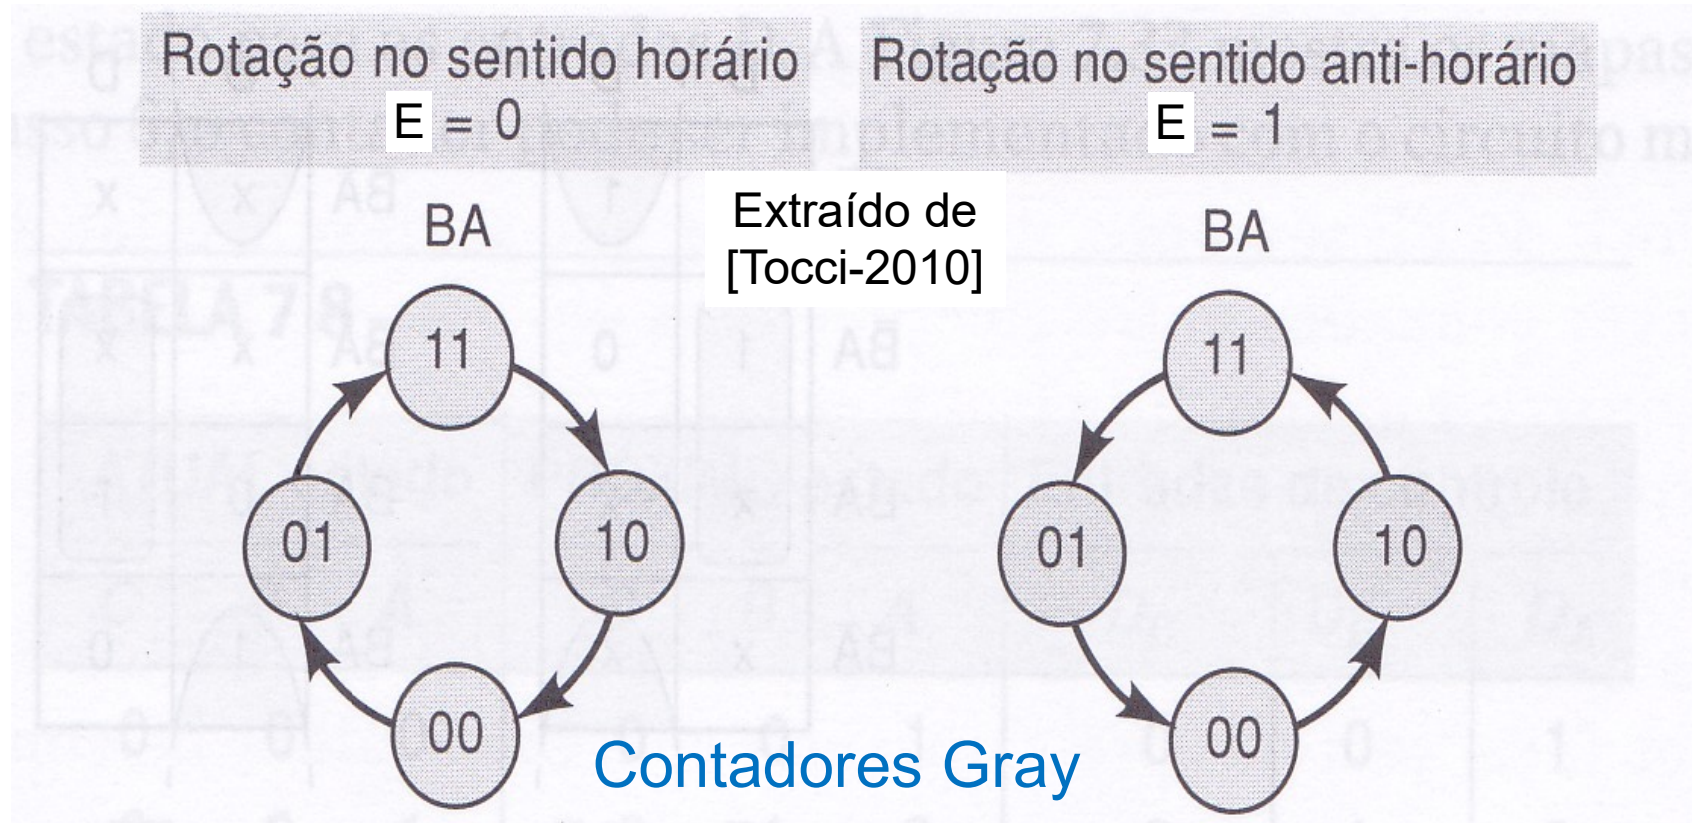 Rotação no sentido horário
E = 0
Rotação no sentido anti-horário
E = 1
Extraído de
[Tocci-2010]
BA
11
01
10
00
BA
11
01
10
00
Contadores Gray